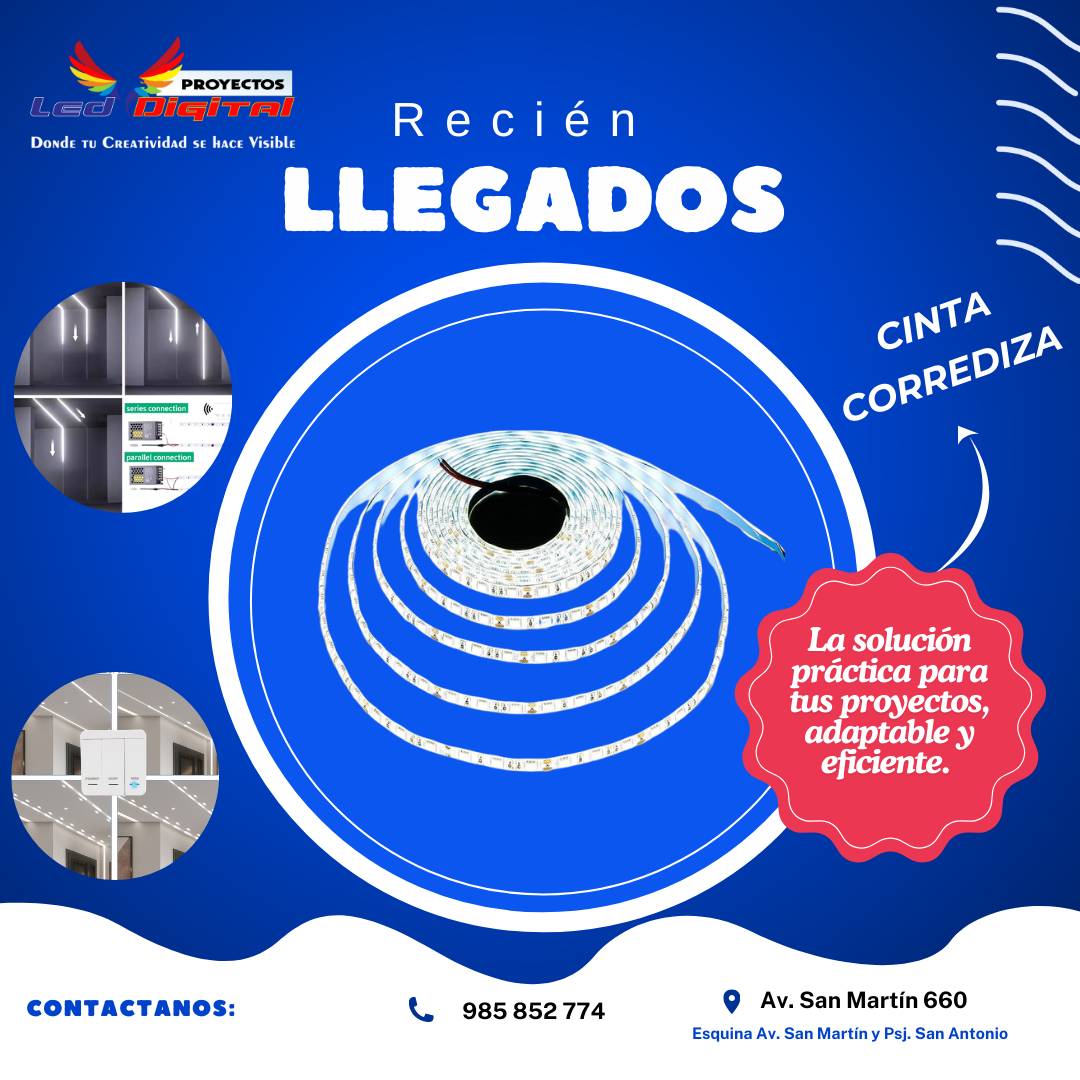 PROYECTOS
Led Digital
Donde tu Creatividad se hace Visible
Recién
LLEGADOS
CINTA
CORREDIZA
series connection
parallel connection
La solución
práctica para
tus proyectos,
adaptable y
eficiente.
CONTACTANOS:
985 852 774
Av. San Martín 660
Esquina Av. San Martín y Psj. San Antonio